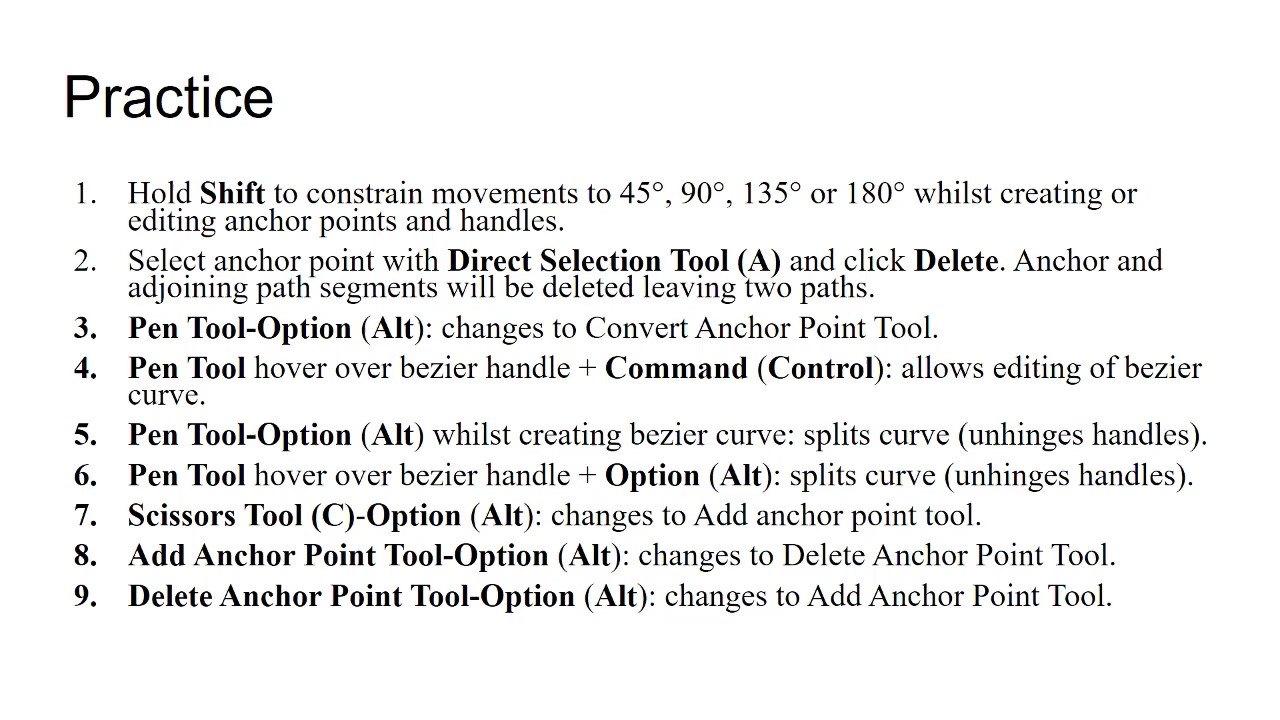 Practice
1. Hold Shift to constrain movements to 45°, 90°, 135° or 180° whilst creating or
editing anchor points and handles.
2. Select anchor point with Direct Selection Tool (A) and click Delete. Anchor and
adjoining path segments will be deleted leaving two paths.
3. Pen Tool-Option (Alt): changes to Convert Anchor Point Tool.
4. Pen Tool hover over bezier handle + Command (Control): allows editing of bezier
curve.
5. Pen Tool-Option (Alt) whilst creating bezier curve: splits curve (unhinges handles).
6. Pen Tool hover over bezier handle + Option (Alt): splits curve (unhinges handles).
7. Scissors Tool (C)-Option (Alt): changes to Add anchor point tool.
8. Add Anchor Point Tool-Option (Alt): changes to Delete Anchor Point Tool.
9. Delete Anchor Point Tool-Option (Alt): changes to Add Anchor Point Tool.